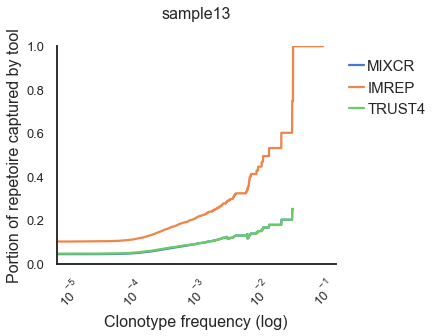 sample13
Portion of repetoire captured by tool
1.0
0.8
0.6
0.4
0.2
0.0
MIXCR
IMREP
TRUST4
10⁻⁵
10⁻⁴
10⁻³
10⁻²
10⁻¹
Clonotype frequency (log)